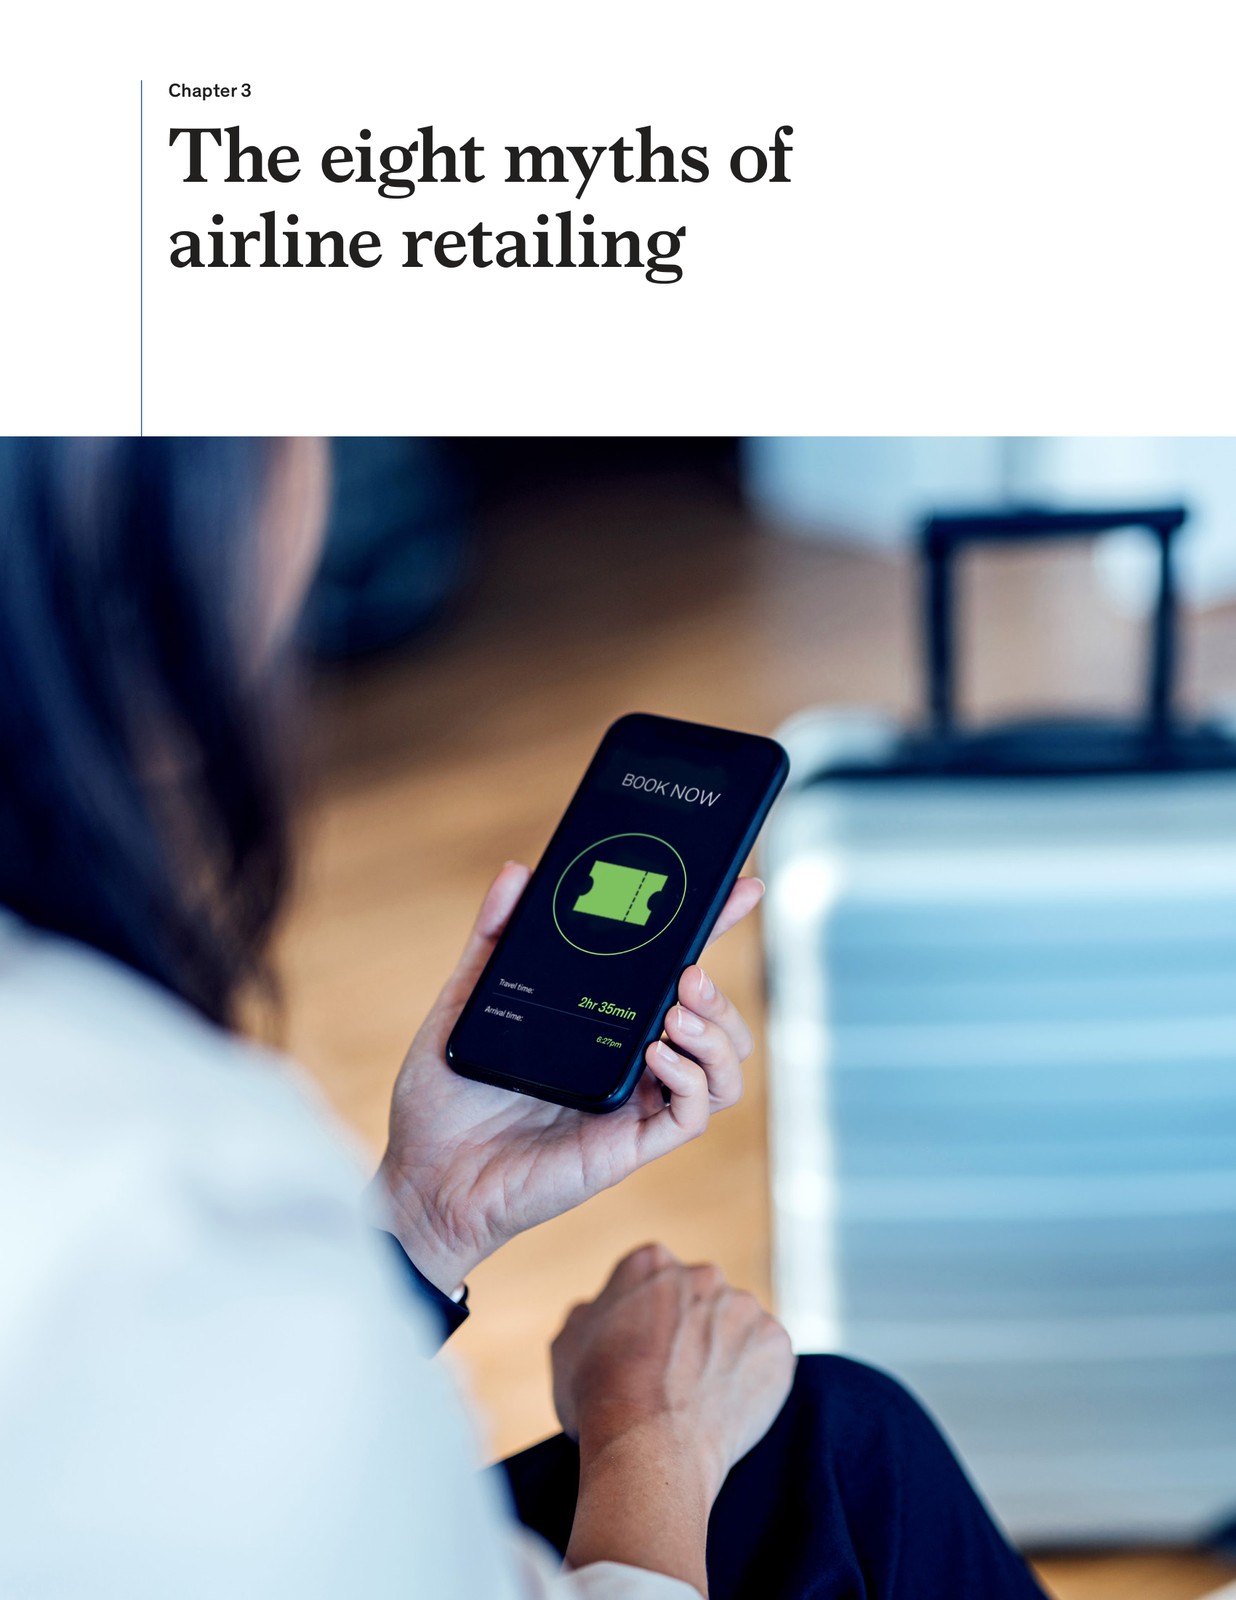 Chapter 3
The eight myths of
airline retailing
BOOK NOW
Travel time:
2hr 35min
Arrival time:
6:27pm